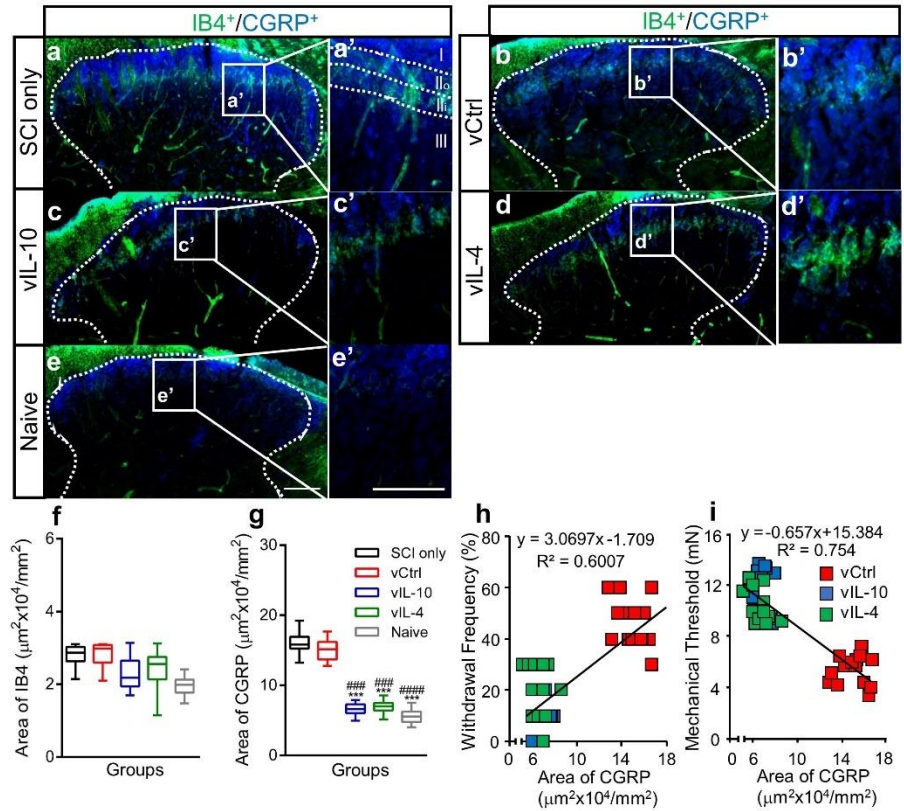 IB4⁺/CGRP⁺
IB4⁺/CGRP⁺
SCI only
a
a'
a'
I
IIₒ
IIᵢ
III
vCtrl
b
b'
b'
vIL-10
c
c'
c'
vIL-4
d
d'
d'
Naive
e
e'
e'
f
Area of IB4 (µm²x10⁴/mm²)
6
4
2
0
Groups
g
Area of CGRP (µm²x10⁴/mm²)
30
20
10
0
SCI only
vCtrl
vIL-10
vIL-4
Naive
### ### ####
*** *** ***
Groups
h
y = 3.0697x -1.709
R² = 0.6007
Withdrawal Frequency (%)
80
60
40
20
0
6 10 14 18
Area of CGRP
(µm²x10⁴/mm²)
i
y = -0.657x+15.384
R² = 0.754
Mechanical Threshold (mN)
16
12
8
4
0
vCtrl
vIL-10
vIL-4
6 10 14 18
Area of CGRP
(µm²x10⁴/mm²)